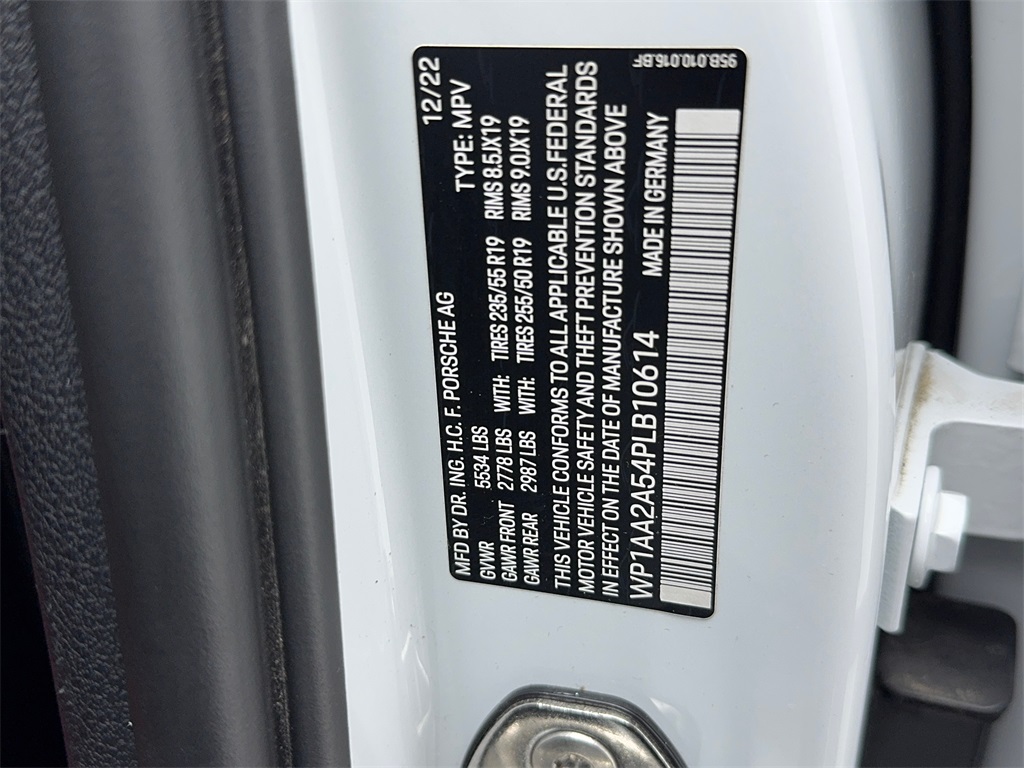 MFD BY DR. ING. H.C. F. PORSCHE AG 12/22
GVWR 5534 LBS TYPE: MPV
GAWR FRONT 2778 LBS WITH: TIRES 235/55 R19 RIMS 8.5JX19
GAWR REAR 2987 LBS WITH: TIRES 255/50 R19 RIMS 9.0JX19
THIS VEHICLE CONFORMS TO ALL APPLICABLE U.S. FEDERAL
MOTOR VEHICLE SAFETY AND THEFT PREVENTION STANDARDS
IN EFFECT ON THE DATE OF MANUFACTURE SHOWN ABOVE
WP1AA2A54PLB10614 MADE IN GERMANY
95B.010.016.BF